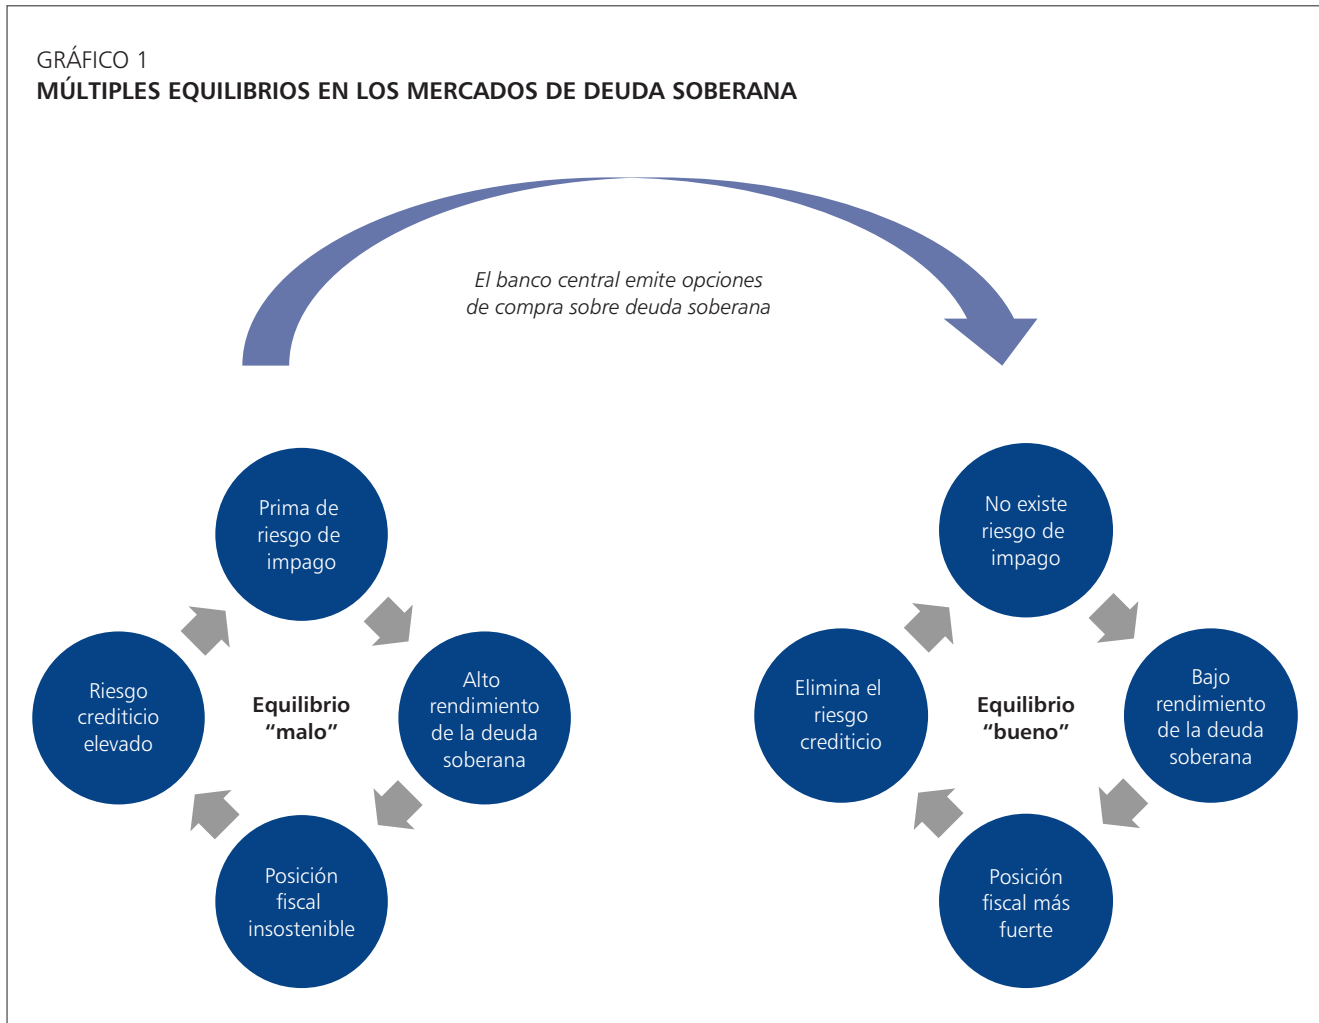 GRÁFICO 1
MÚLTIPLES EQUILIBRIOS EN LOS MERCADOS DE DEUDA SOBERANA
El banco central emite opciones
de compra sobre deuda soberana
Prima de
riesgo de
impago
Riesgo
crediticio
elevado
Equilibrio
“malo”
Alto
rendimiento
de la deuda
soberana
Posición
fiscal
insostenible
No existe
riesgo de
impago
Elimina el
riesgo
crediticio
Equilibrio
“bueno”
Bajo
rendimiento
de la deuda
soberana
Posición
fiscal más
fuerte